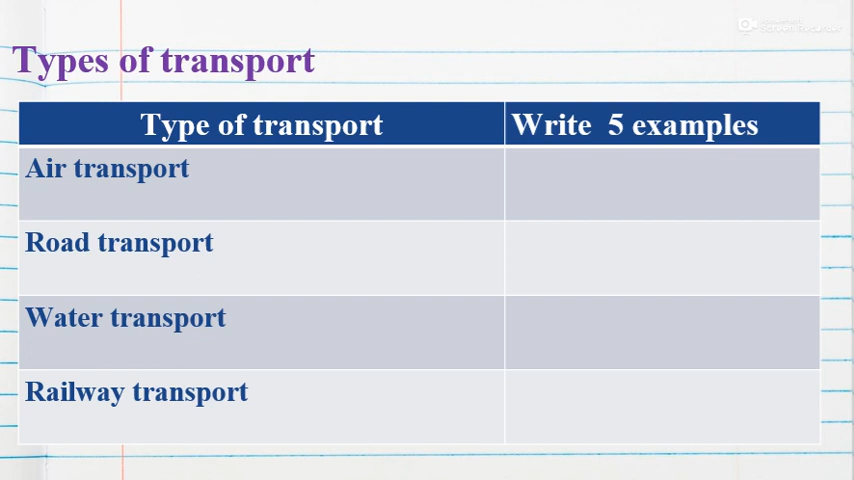 Types of transport
Type of transport Write 5 examples
Air transport
Road transport
Water transport
Railway transport